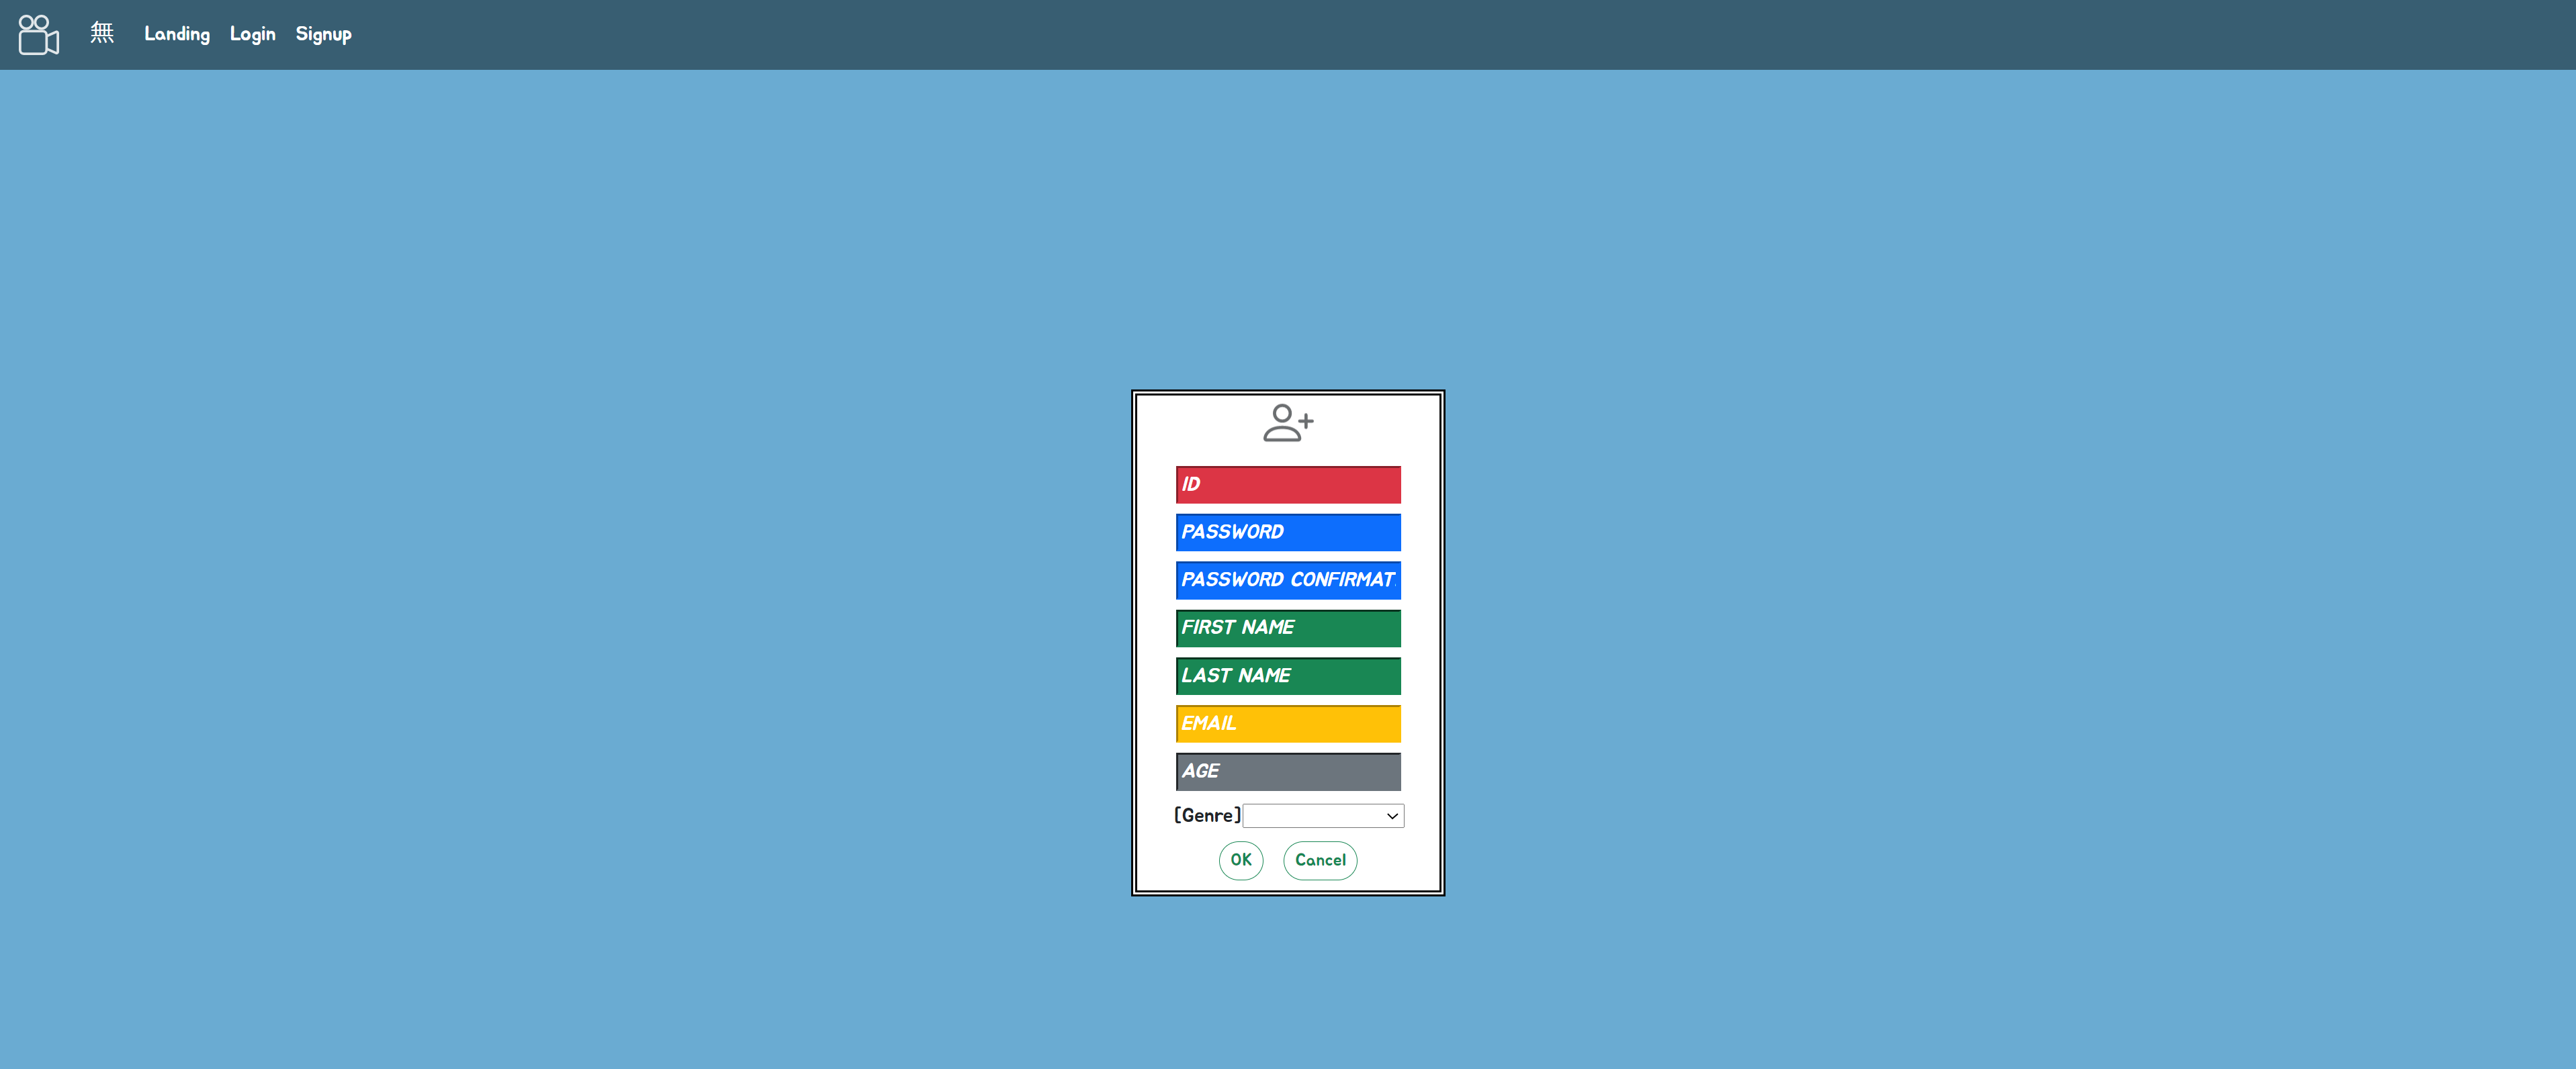 無 Landing Login Signup
ID
PASSWORD
PASSWORD CONFIRMAT
FIRST NAME
LAST NAME
EMAIL
AGE
[Genre]
OK Cancel